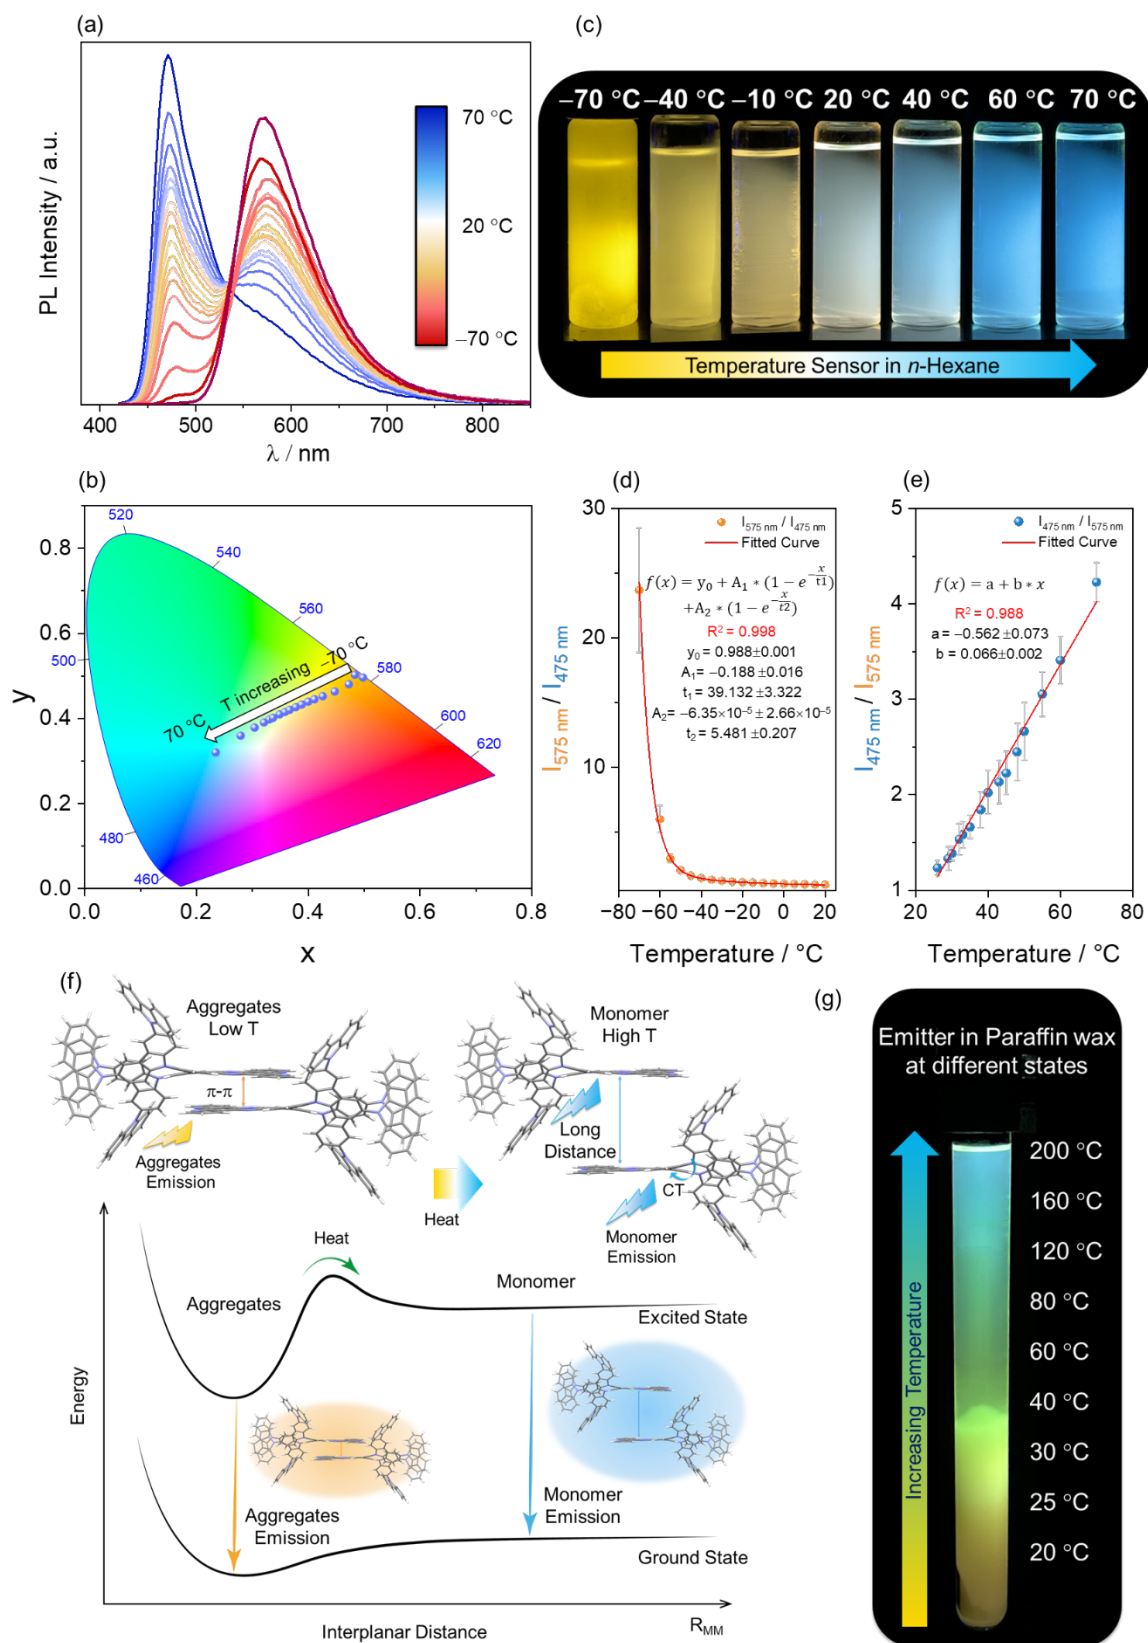 (a)
PL Intensity / a.u.
70 °C
20 °C
−70 °C
400 500 600 700 800
λ / nm
(c)
−70 °C −40 °C −10 °C 20 °C 40 °C 60 °C 70 °C
Temperature Sensor in n-Hexane
(b)
y
0.8
0.6
0.4
0.2
0.0
520
540
560
500
580
600
620
480
460
−70 °C
T increasing
70 °C
0.0 0.2 0.4 0.6 0.8
x
(d)
I575 nm / I475 nm
30
20
10
I575 nm / I475 nm
Fitted Curve
f(x) = y₀ + A₁ * (1 − e^(−x/t1))
+A₂ * (1 − e^(−x/t2))
R² = 0.998
y₀ = 0.988±0.001
A₁ = −0.188 ±0.016
t₁ = 39.132 ±3.322
A₂ = −6.35×10⁻⁵ ± 2.66×10⁻⁵
t₂ = 5.481 ±0.207
−80 −60 −40 −20 0 20
Temperature / °C
(e)
I475 nm / I575 nm
5
4
3
2
1
I475 nm / I575 nm
Fitted Curve
f(x) = a + b * x
R² = 0.988
a = −0.562 ±0.073
b = 0.066±0.002
20 40 60 80
Temperature / °C
(f)
Aggregates
Low T
π-π
Aggregates
Emission
Heat
Monomer
High T
Long
Distance
CT
Monomer
Emission
Energy
Heat
Aggregates
Monomer
Excited State
Aggregates
Emission
Monomer
Emission
Ground State
Interplanar Distance
RMM
(g)
Emitter in Paraffin wax
at different states
Increasing Temperature
200 °C
160 °C
120 °C
80 °C
60 °C
40 °C
30 °C
25 °C
20 °C